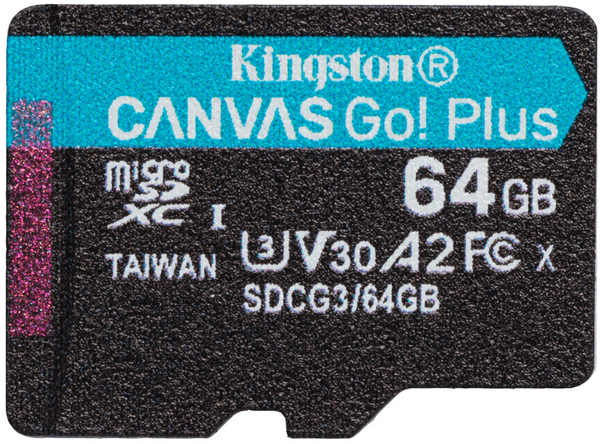 Kingston®
CANVAS Go! Plus
micro SD XC I
64GB
TAIWAN U3 V30 A2 FC X
SDCG3/64GB